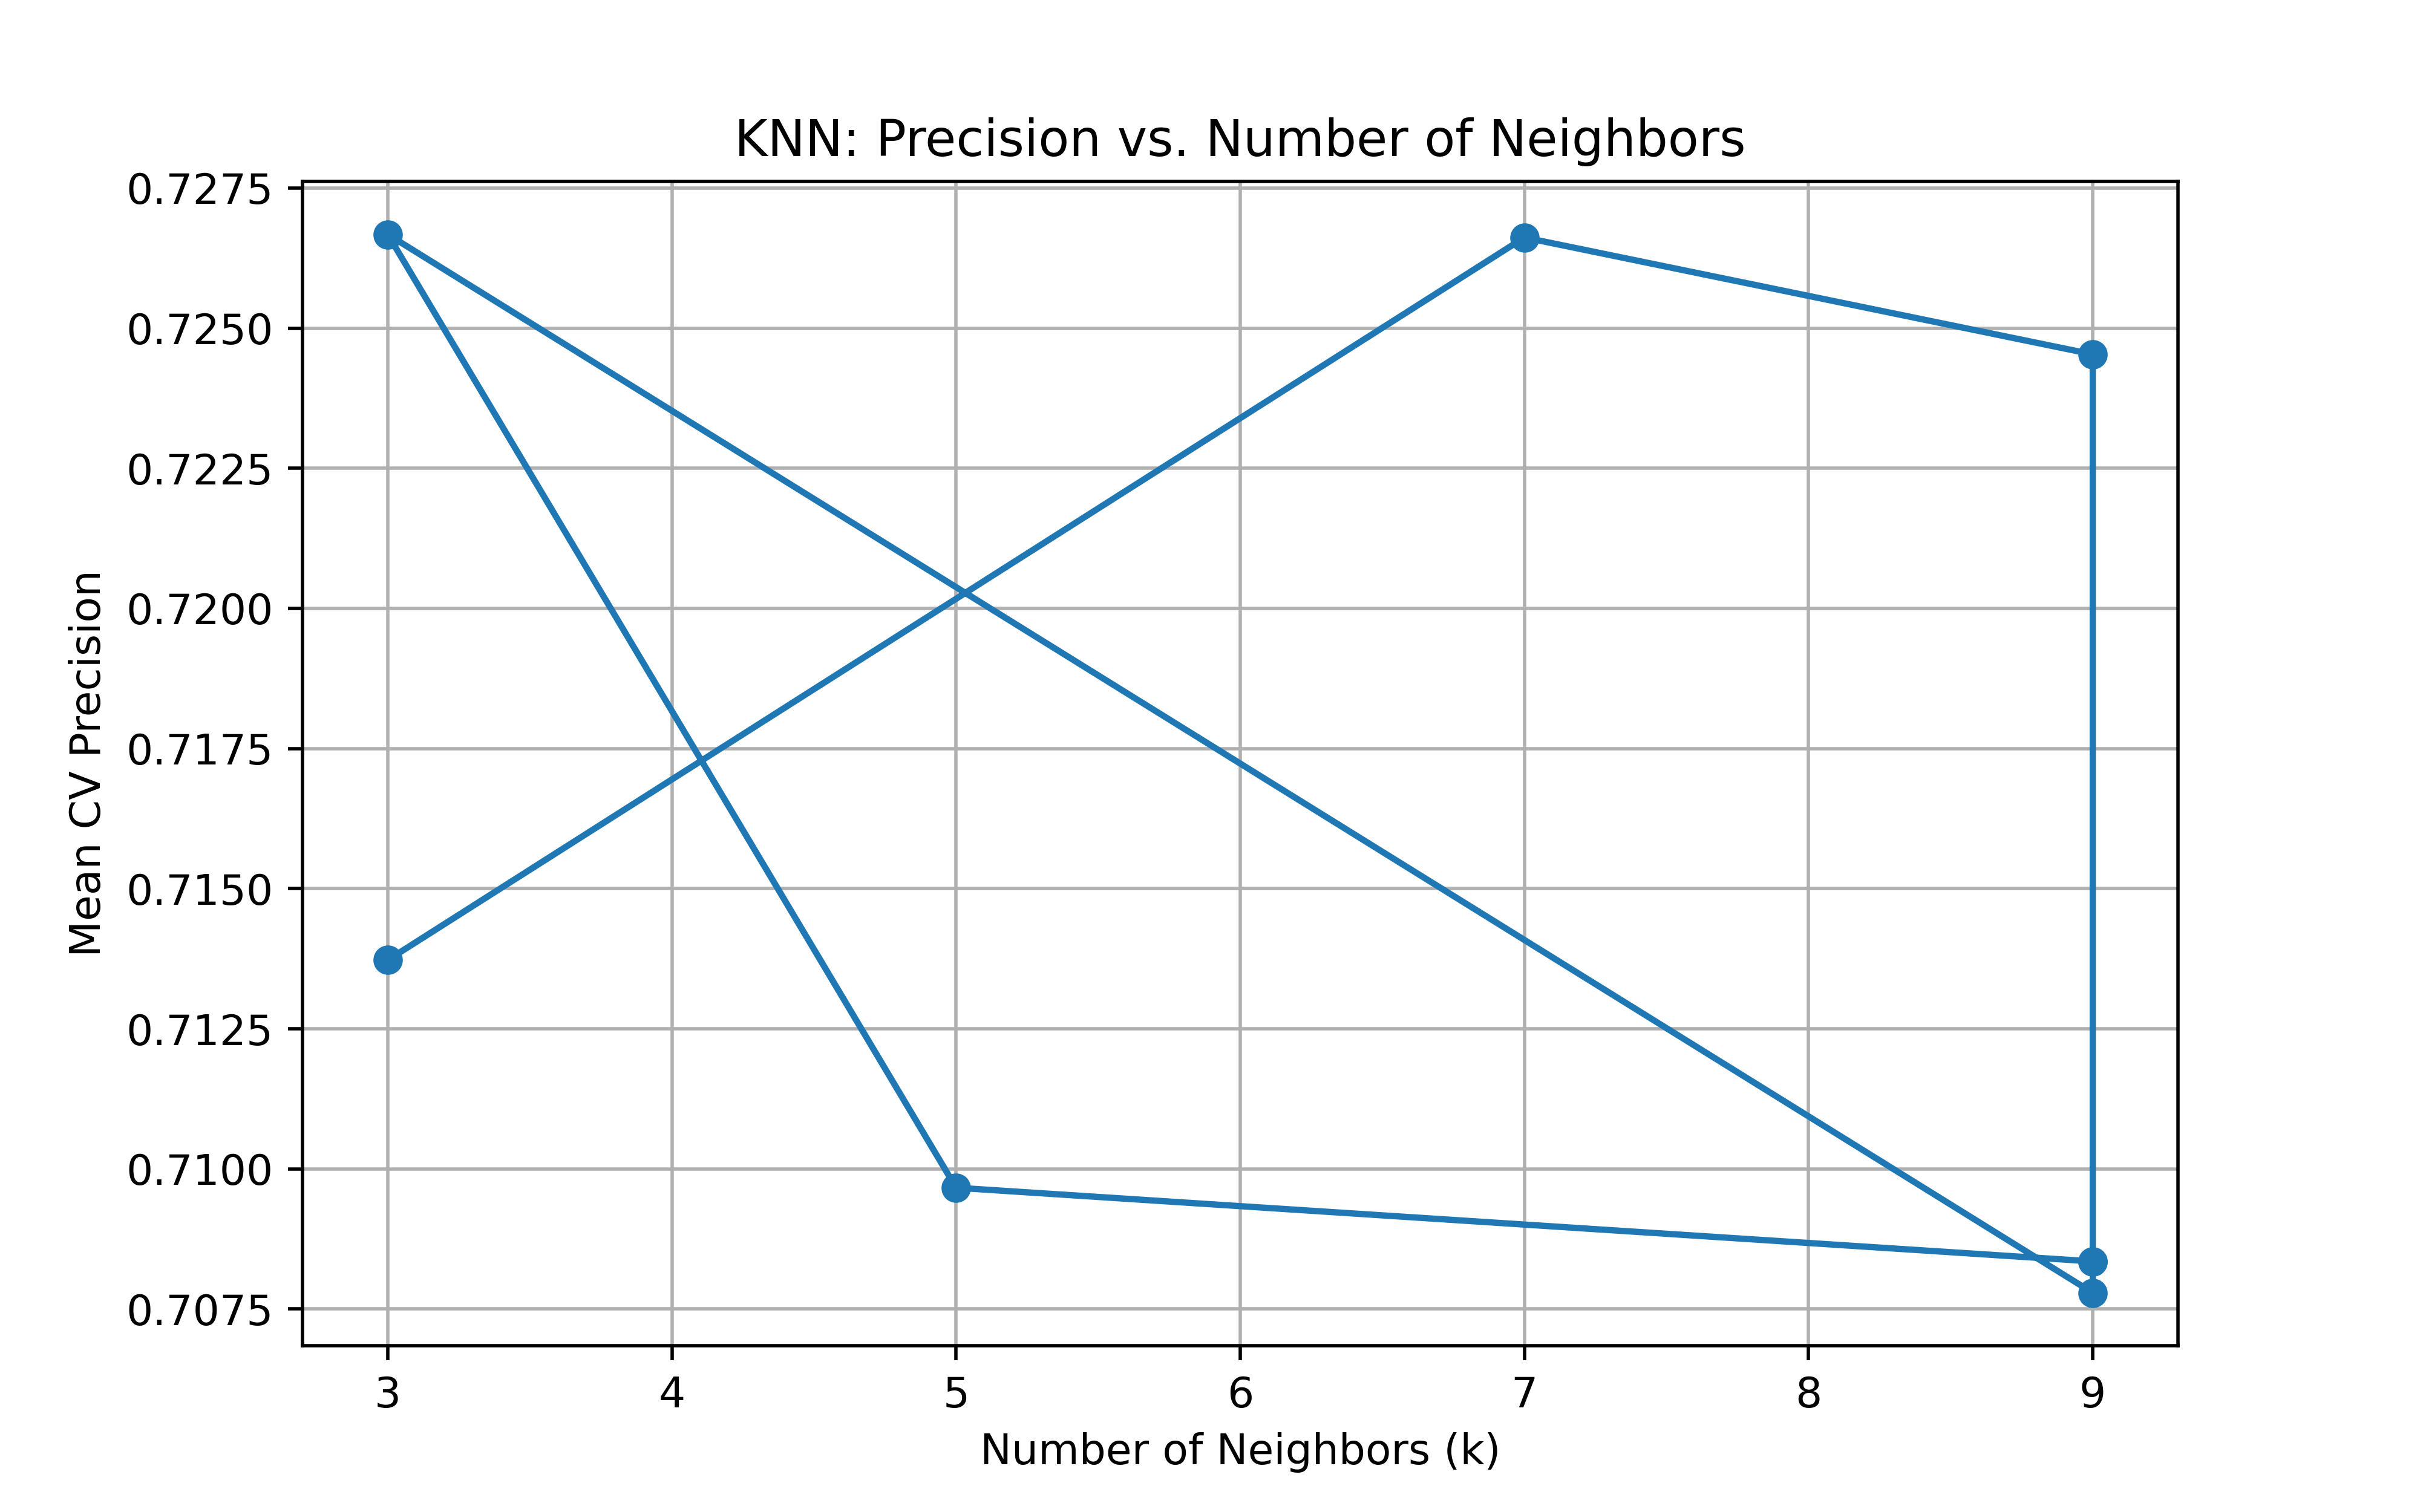 KNN: Precision vs. Number of Neighbors
0.7275
0.7250
0.7225
0.7200
0.7175
0.7150
0.7125
0.7100
0.7075
Mean CV Precision
3 4 5 6 7 8 9
Number of Neighbors (k)